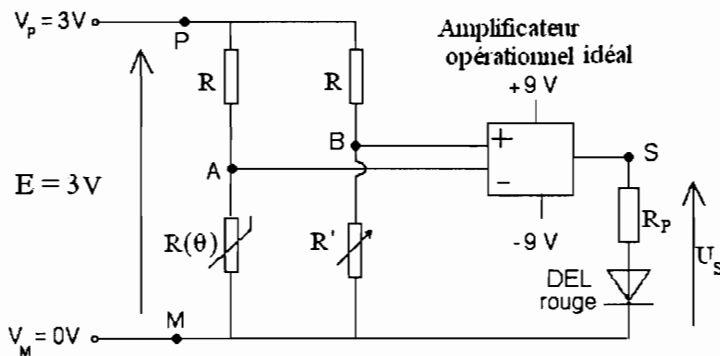 V_P = 3V
P
Amplificateur
opérationnel idéal
+9 V
R
R
B
+
S
A
-
E = 3V
R(θ)
R'
-9 V
R_P
U_S
DEL
rouge
M
V_M = 0V